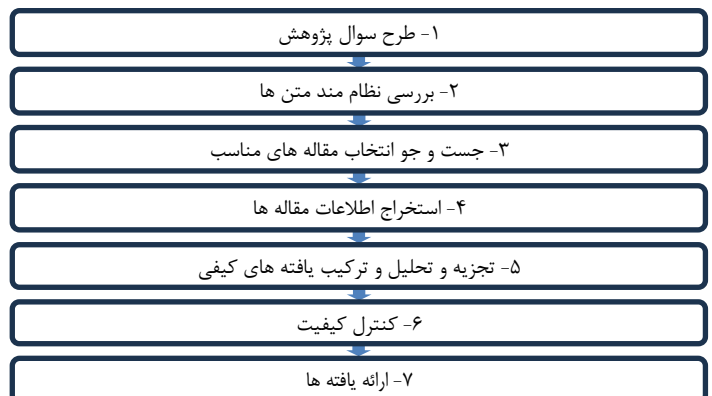 ۱- طرح سوال پژوهش
۲- بررسی نظام مند متن ها
۳- جست و جو انتخاب مقاله های مناسب
۴- استخراج اطلاعات مقاله ها
۵- تجزیه و تحلیل و ترکیب یافته های کیفی
۶- کنترل کیفیت
۷- ارائه یافته ها